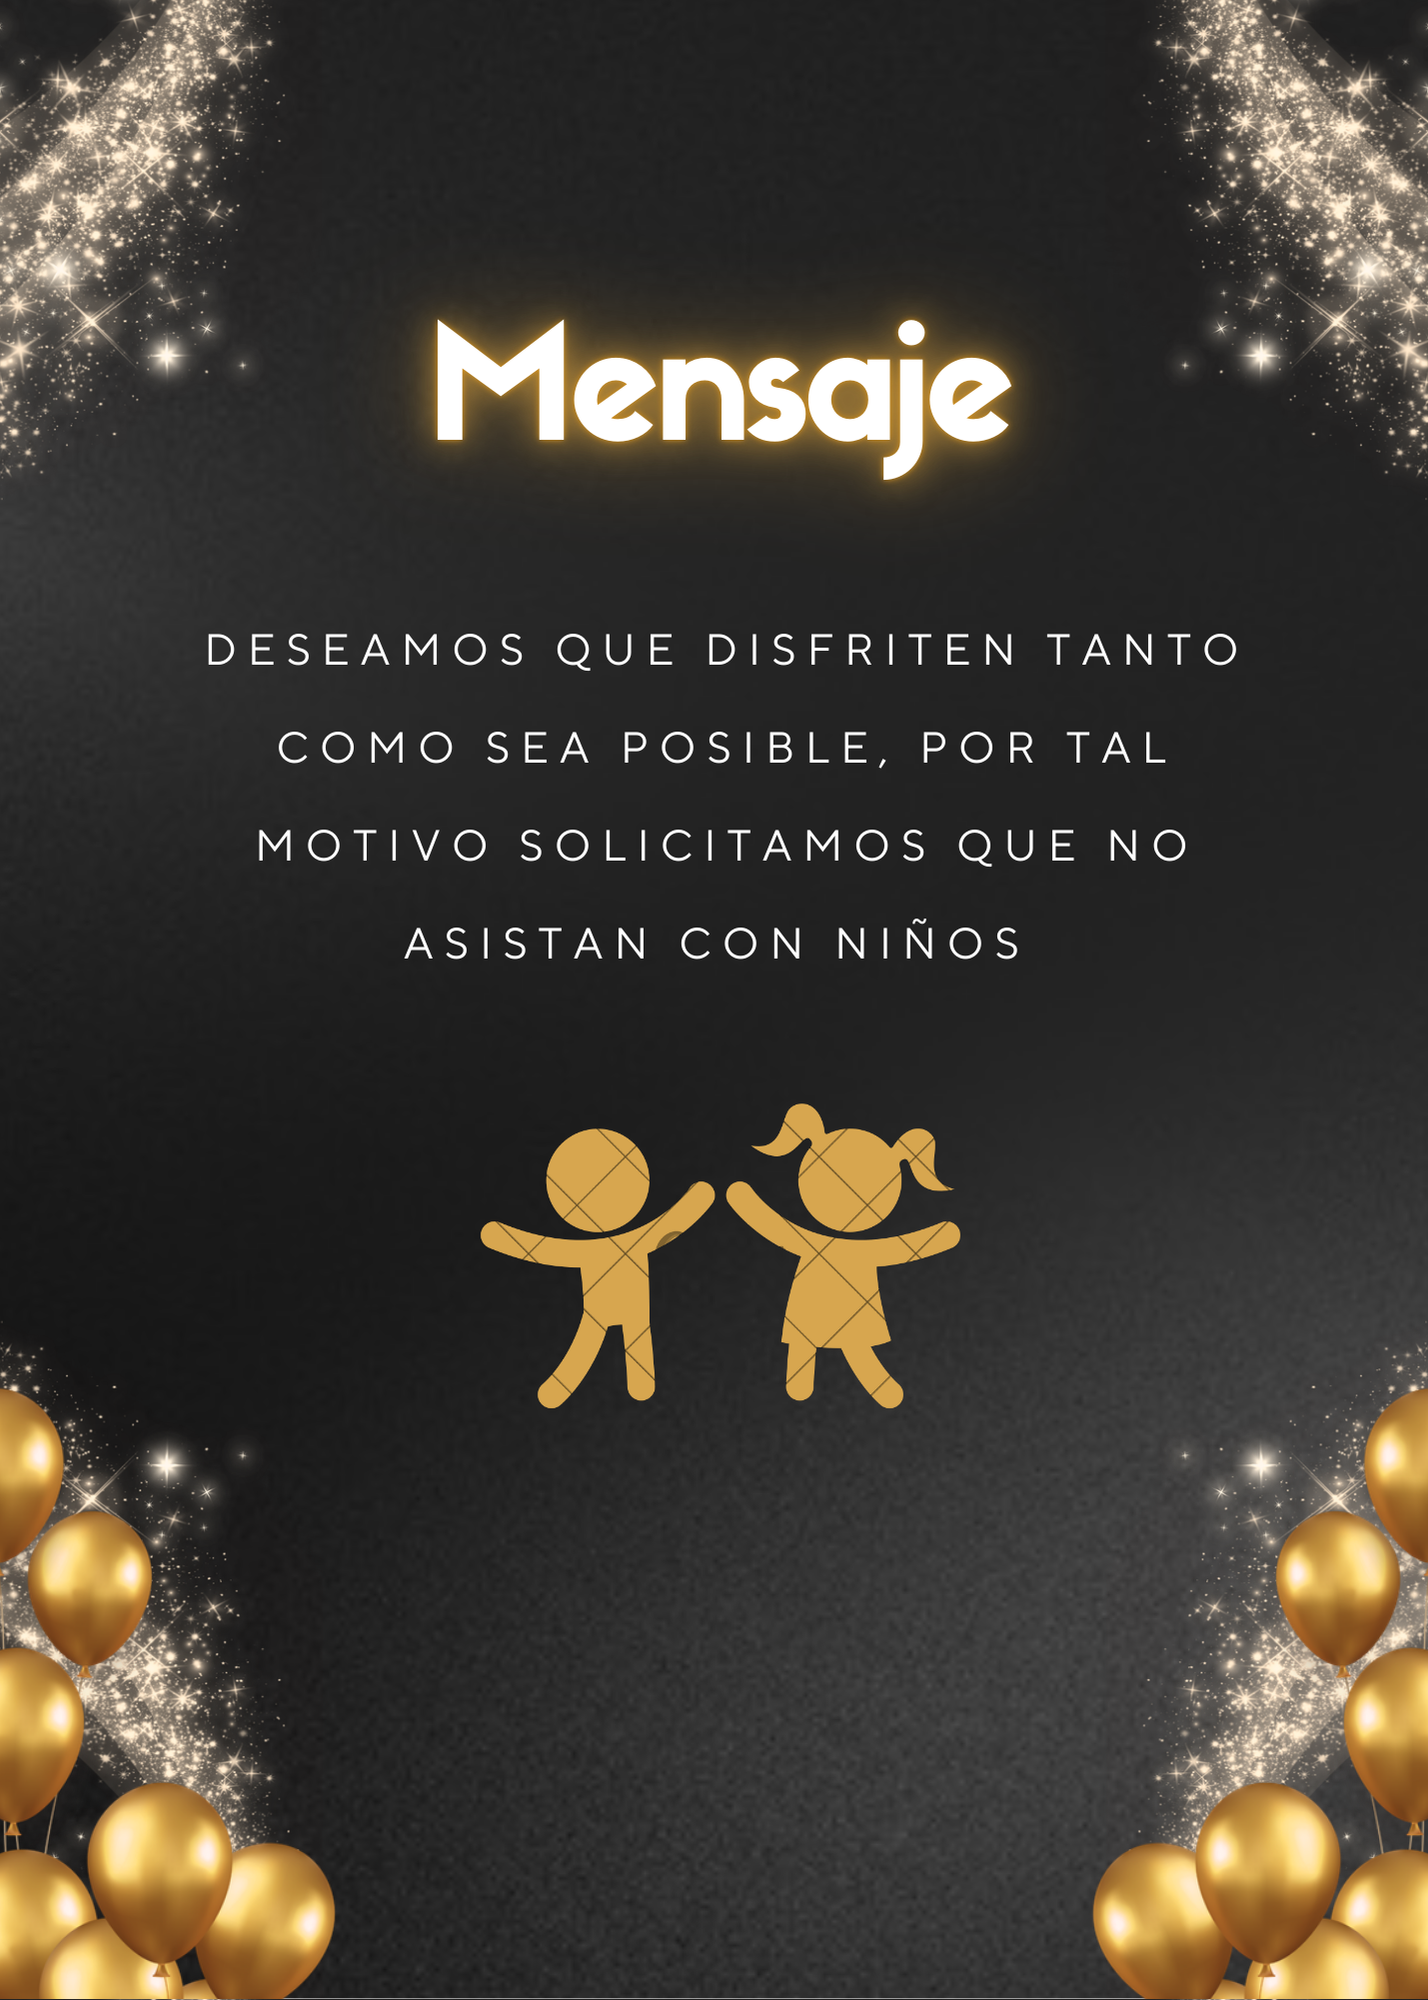 Mensaje
DESEAMOS QUE DISFRITEN TANTO
COMO SEA POSIBLE, POR TAL
MOTIVO SOLICITAMOS QUE NO
ASISTAN CON NIÑOS